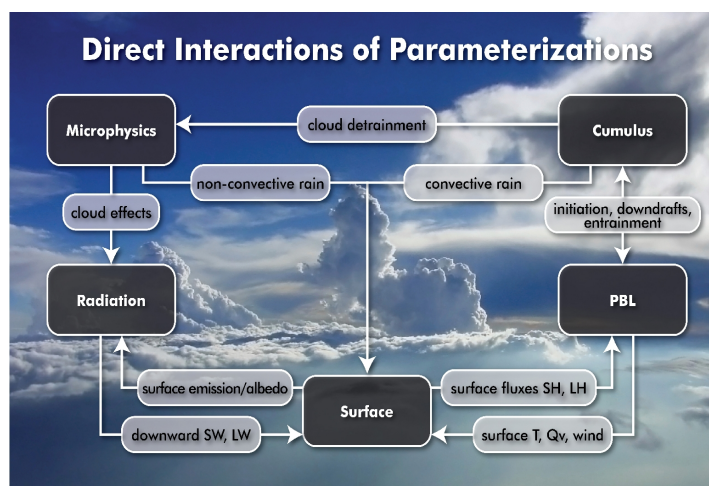 Direct Interactions of Parameterizations
Microphysics
cloud detrainment
Cumulus
non-convective rain
convective rain
cloud effects
initiation, downdrafts,
entrainment
Radiation
PBL
surface emission/albedo
surface fluxes SH, LH
Surface
downward SW, LW
surface T, Qv, wind